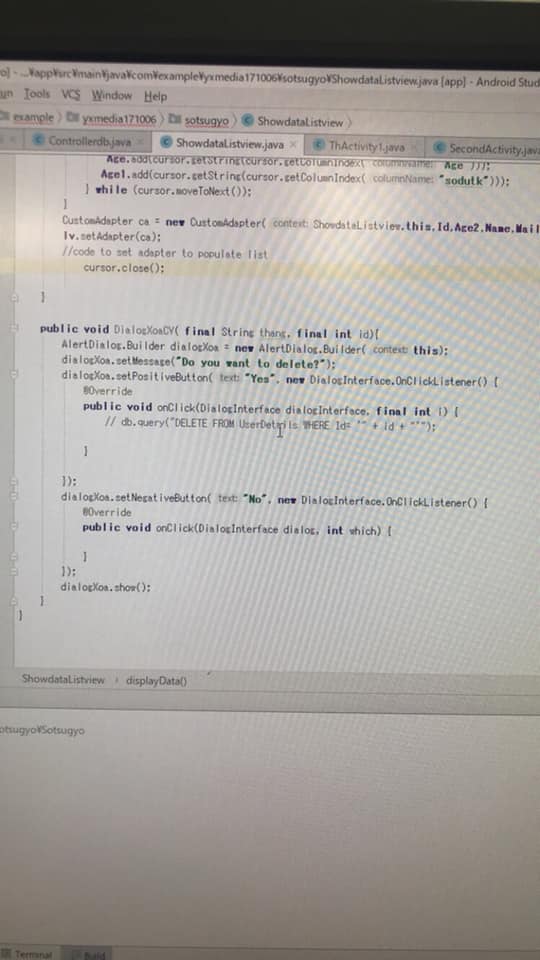 o] - ...¥app¥src¥main¥java¥com¥example¥yxmedia171006¥sotsugyo¥ShowdataListview.java [app] - Android Stud
un Tools VCS Window Help
example yxmedia171006 sotsugyo ShowdataListview
Controllerdb.java ShowdataListview.java ThActivity1.java SecondActivity.java
Age.add(cursor.getString(cursor.getColumnIndex( columnName: "Age")));
Age1.add(cursor.getString(cursor.getColumnIndex( columnName: "sodutk")));
} while (cursor.moveToNext());
}
CustomAdapter ca = new CustomAdapter( context: ShowdataListview.this,Id,Age2,Name,Mail
lv.setAdapter(ca);
//code to set adapter to populate list
cursor.close();
}
public void DialogXoaCV( final String thang, final int id){
AlertDialog.Builder dialogXoa = new AlertDialog.Builder( context: this);
dialogXoa.setMessage("Do you want to delete?");
dialogXoa.setPositiveButton( text: "Yes", new DialogInterface.OnClickListener() {
@Override
public void onClick(DialogInterface dialogInterface, final int i) {
// db.query("DELETE FROM UserDetails WHERE Id= '" + id + "'");
}
});
dialogXoa.setNegativeButton( text: "No", new DialogInterface.OnClickListener() {
@Override
public void onClick(DialogInterface dialog, int which) {
}
});
dialogXoa.show();
}
}
ShowdataListview › displayData()
otsugyo¥Sotsugyo
Terminal Build